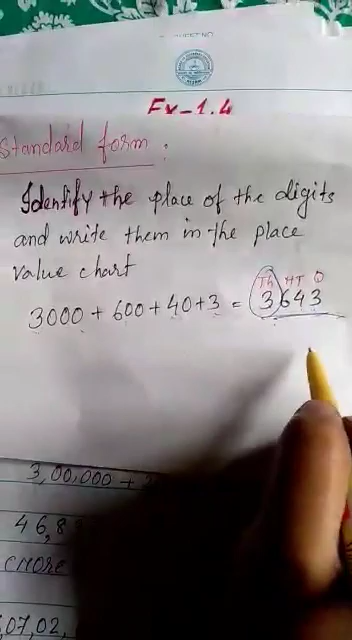 Ex-1.4
Standard form :
Identify the place of the digits
and write them in the place
value chart
Th H T O
3000 + 600 + 40 + 3 = 3643
3,00,000 +
46,8
07,02,